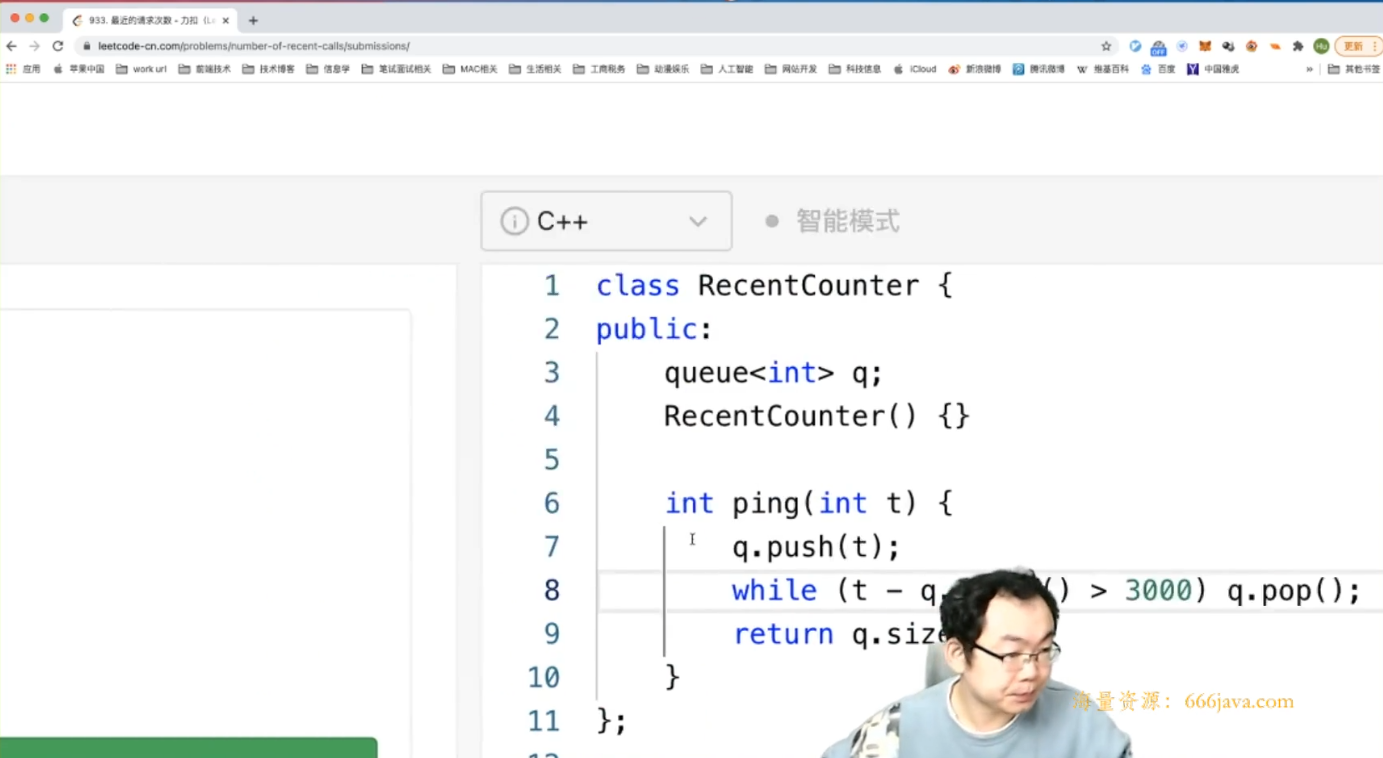 933. 最近的请求次数 - 力扣 (Le
leetcode-cn.com/problems/number-of-recent-calls/submissions/
OFF
Hu
更新
应用 苹果中国 work url 前端技术 技术博客 信息学 笔试面试相关 MAC相关 生活相关 工商税务 动漫娱乐 人工智能 网站开发 科技信息 iCloud 新浪微博 腾讯微博 维基百科 百度 中国雅虎 » 其他书签
C++
智能模式
1 class RecentCounter {
2 public:
3 queue<int> q;
4 RecentCounter() {}
5
6 int ping(int t) {
7 q.push(t);
8 while (t - q. () > 3000) q.pop();
9 return q.size
10 }
11 };
海量资源：666java.com